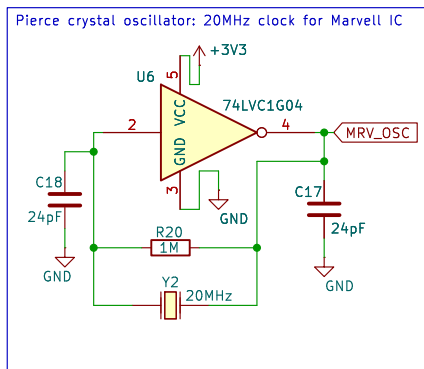 Pierce crystal oscillator: 20MHz clock for Marvell IC
+3V3
U6
5
VCC
74LVC1G04
2
4
MRV_OSC
GND
3
C18
24pF
GND
GND
C17
24pF
GND
R20
1M
Y2
20MHz